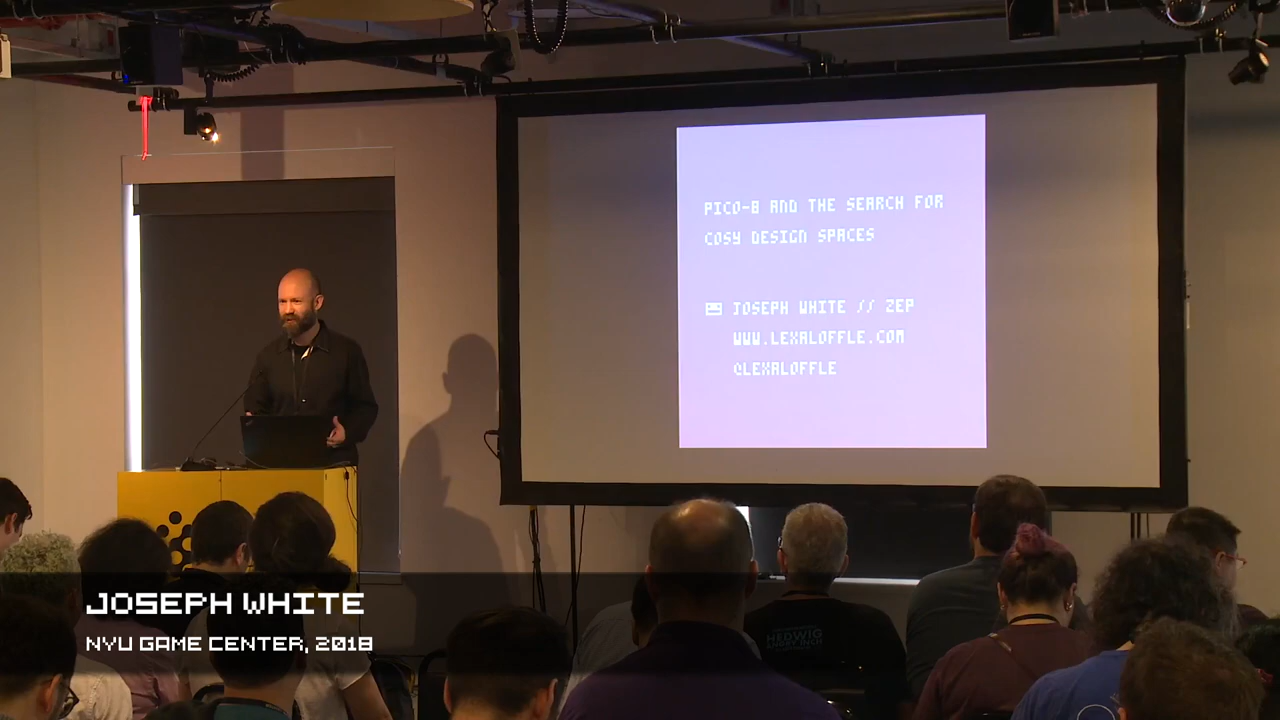 PICO-8 AND THE SEARCH FOR
COSY DESIGN SPACES
JOSEPH WHITE // ZEP
WWW.LEXALOFFLE.COM
@LEXALOFFLE
HEDWIG
JOSEPH WHITE
NYU GAME CENTER, 2018